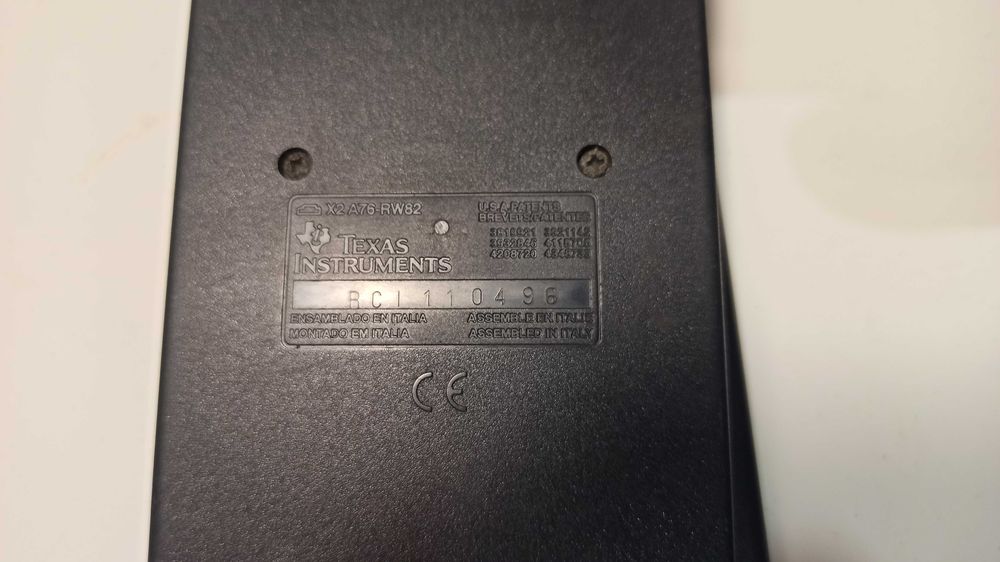 X2 A76-RW82
U.S.A. PATENTS
BREVETS/PATENTES
TEXAS
INSTRUMENTS
RCI 110496
ENSAMBLADO EN ITALIA
ASSEMBLE EN ITALIE
MONTADO EM ITALIA
ASSEMBLED IN ITALY
CE